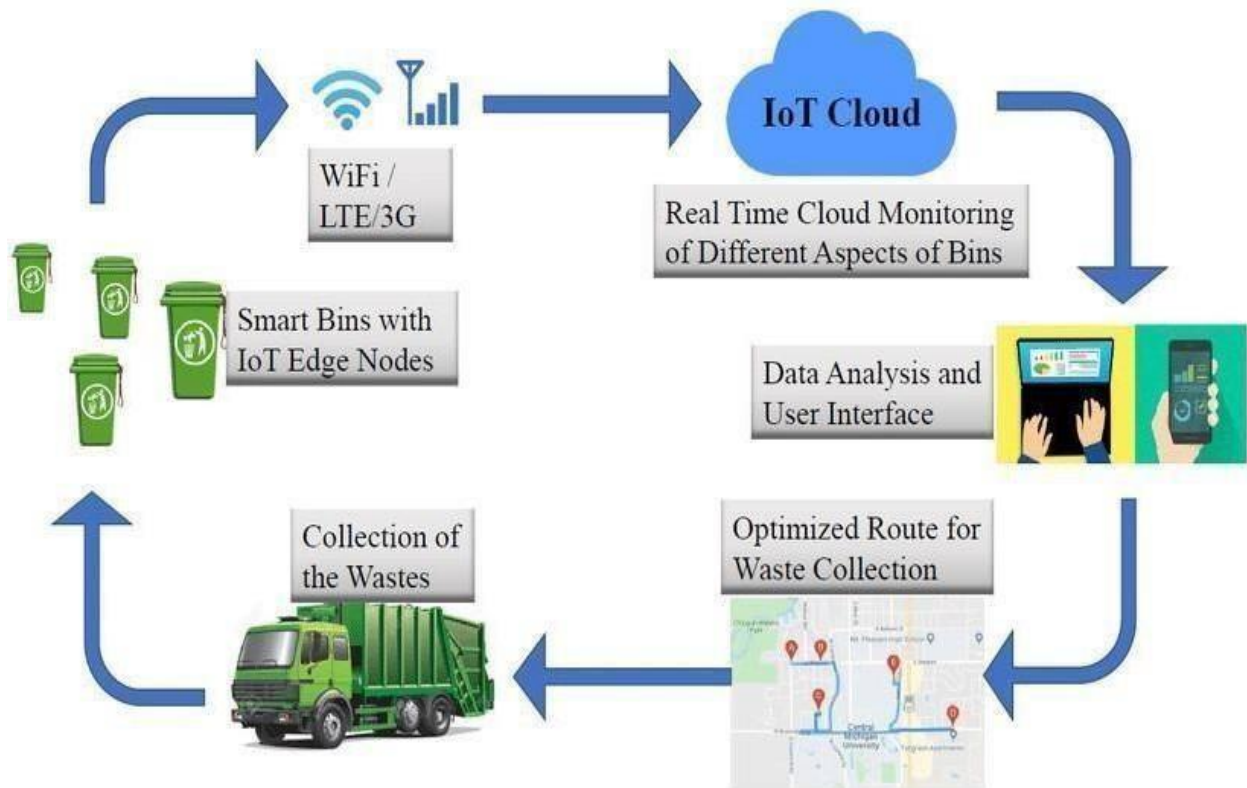 IoT Cloud
WiFi /
LTE/3G
Real Time Cloud Monitoring
of Different Aspects of Bins
Smart Bins with
IoT Edge Nodes
Data Analysis and
User Interface
Collection of
the Wastes
Optimized Route for
Waste Collection
A
B
E
D
Central
Michigan
University